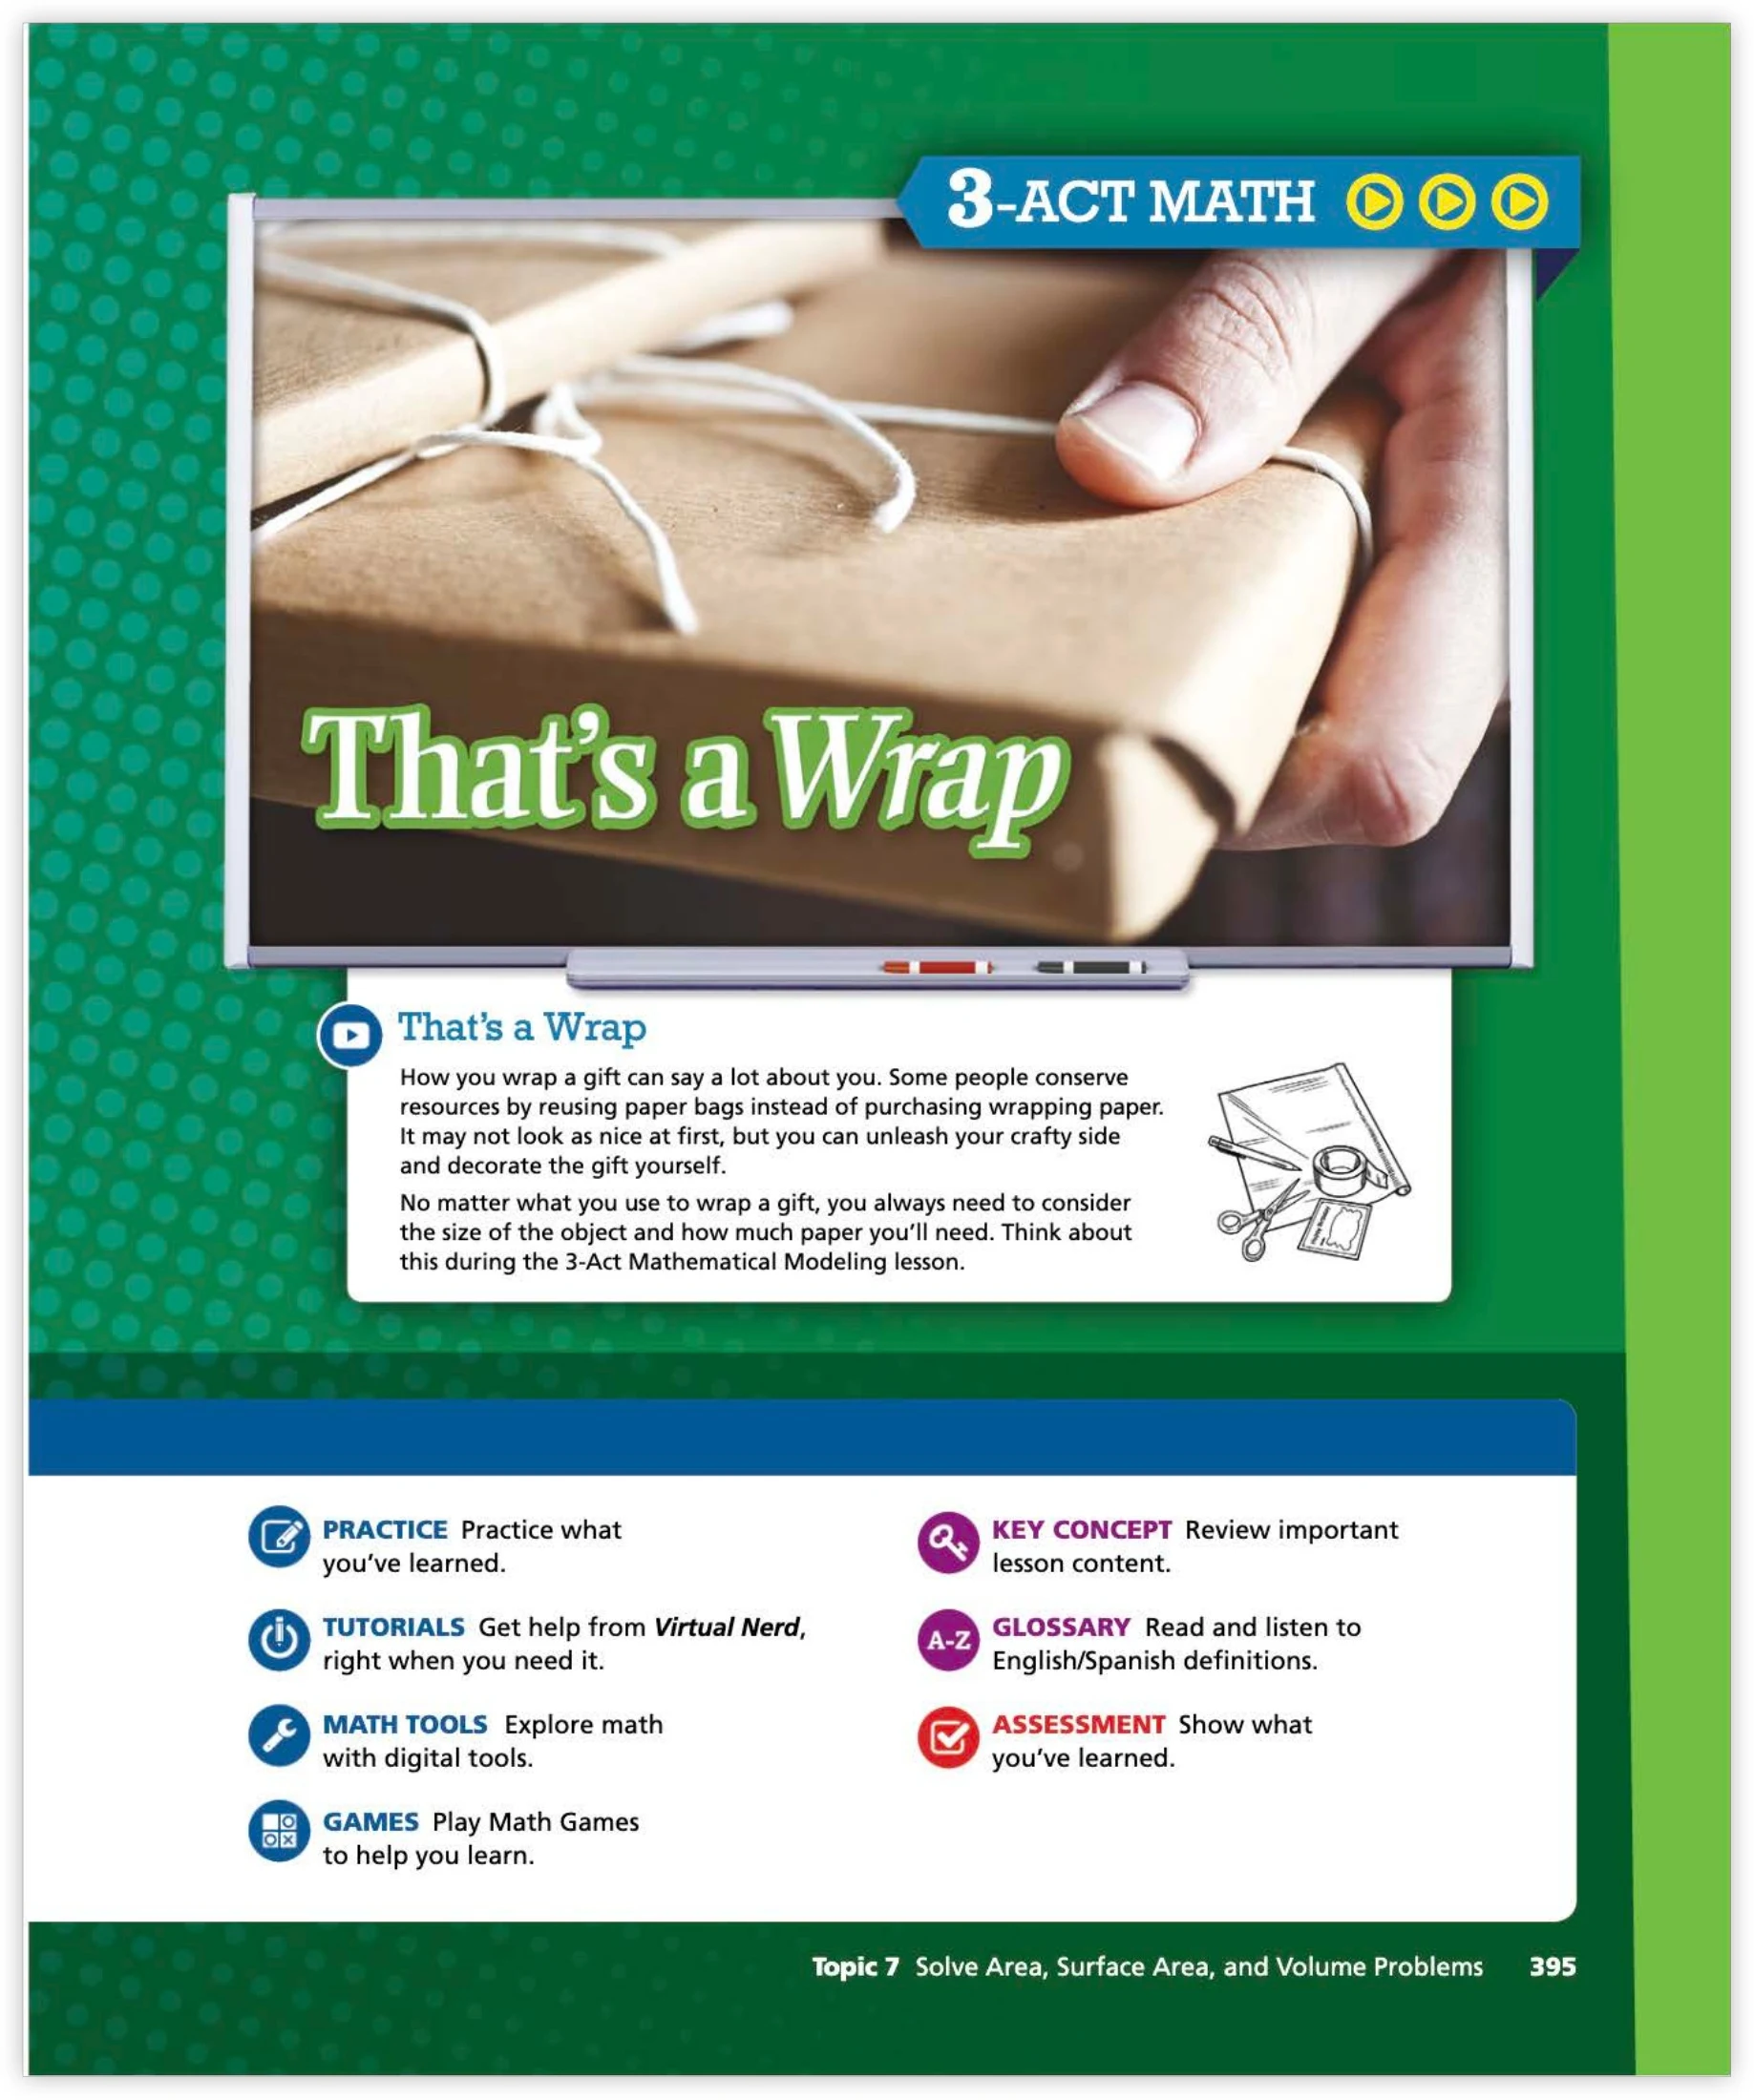 3-ACT MATH
That's a Wrap
That's a Wrap
How you wrap a gift can say a lot about you. Some people conserve
resources by reusing paper bags instead of purchasing wrapping paper.
It may not look as nice at first, but you can unleash your crafty side
and decorate the gift yourself.
No matter what you use to wrap a gift, you always need to consider
the size of the object and how much paper you'll need. Think about
this during the 3-Act Mathematical Modeling lesson.
PRACTICE Practice what
you've learned.
TUTORIALS Get help from Virtual Nerd,
right when you need it.
MATH TOOLS Explore math
with digital tools.
GAMES Play Math Games
to help you learn.
KEY CONCEPT Review important
lesson content.
A-Z GLOSSARY Read and listen to
English/Spanish definitions.
ASSESSMENT Show what
you've learned.
Topic 7 Solve Area, Surface Area, and Volume Problems 395